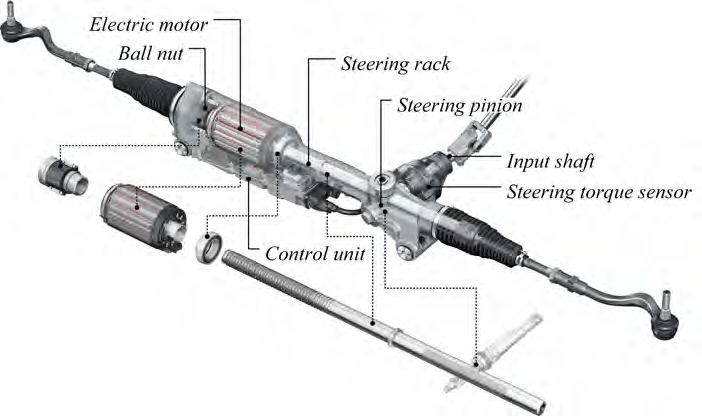 Electric motor
Ball nut
Steering rack
Steering pinion
Input shaft
Steering torque sensor
Control unit